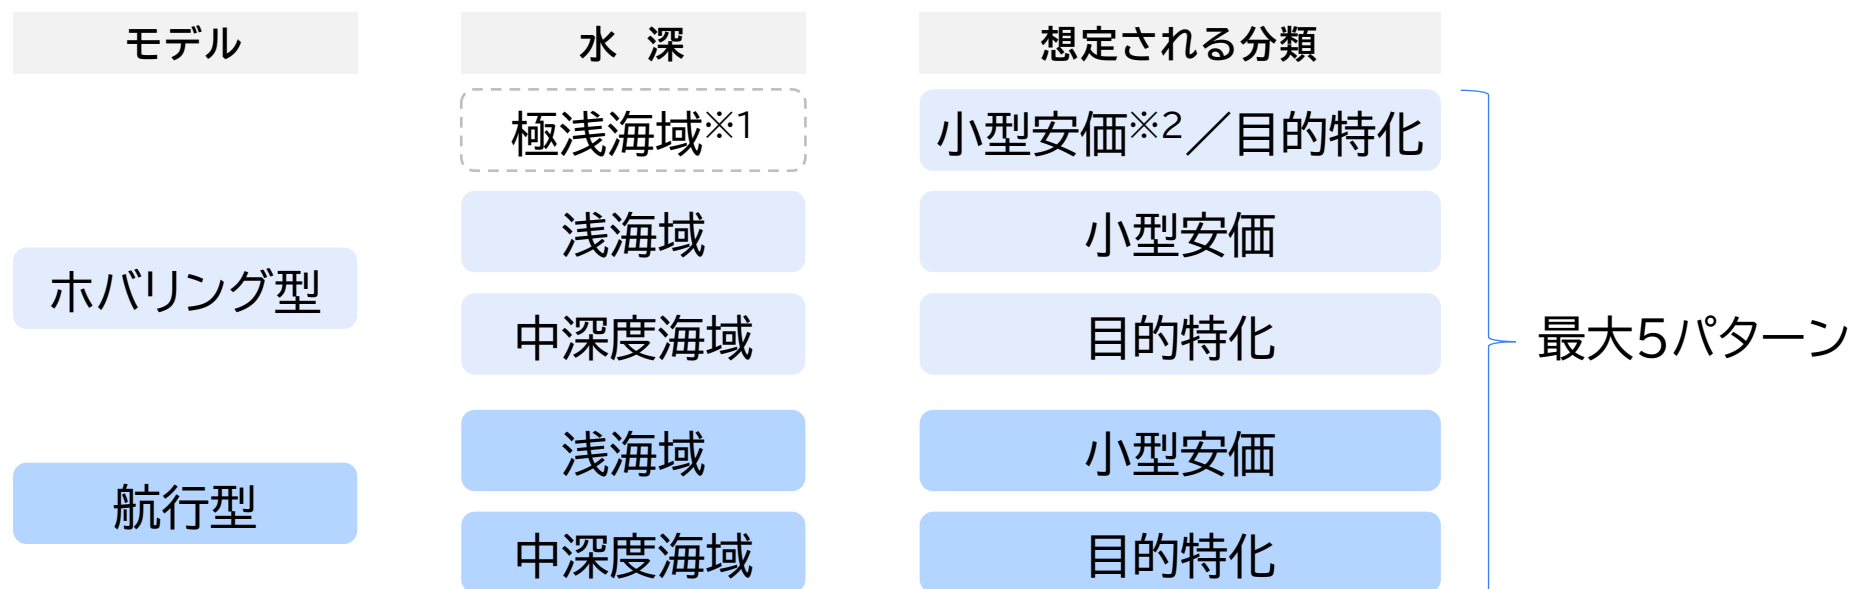 モデル
水 深
想定される分類
極浅海域※1
小型安価※2／目的特化
ホバリング型
浅海域
小型安価
中深度海域
目的特化
最大5パターン
航行型
浅海域
小型安価
中深度海域
目的特化